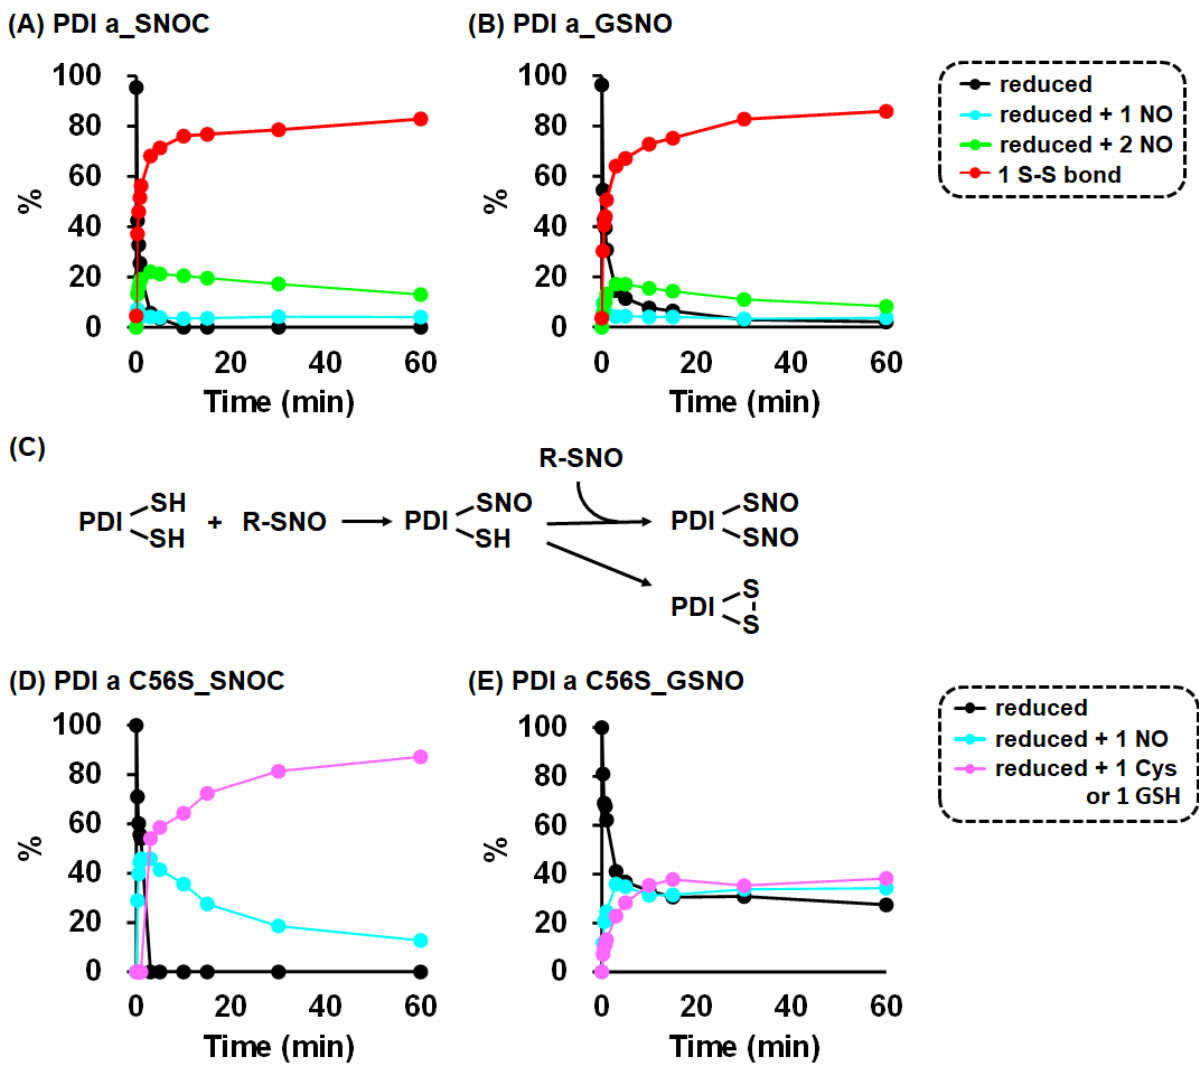 (A) PDI a_SNOC
(B) PDI a_GSNO
100
80
60
40
20
0
%
0 20 40 60
Time (min)
100
80
60
40
20
0
%
0 20 40 60
Time (min)
reduced
reduced + 1 NO
reduced + 2 NO
1 S-S bond
(C)
R-SNO
PDI SH SH + R-SNO PDI SNO SH PDI SNO SNO
PDI S S
(D) PDI a C56S_SNOC
(E) PDI a C56S_GSNO
100
80
60
40
20
0
%
0 20 40 60
Time (min)
100
80
60
40
20
0
%
0 20 40 60
Time (min)
reduced
reduced + 1 NO
reduced + 1 Cys
or 1 GSH